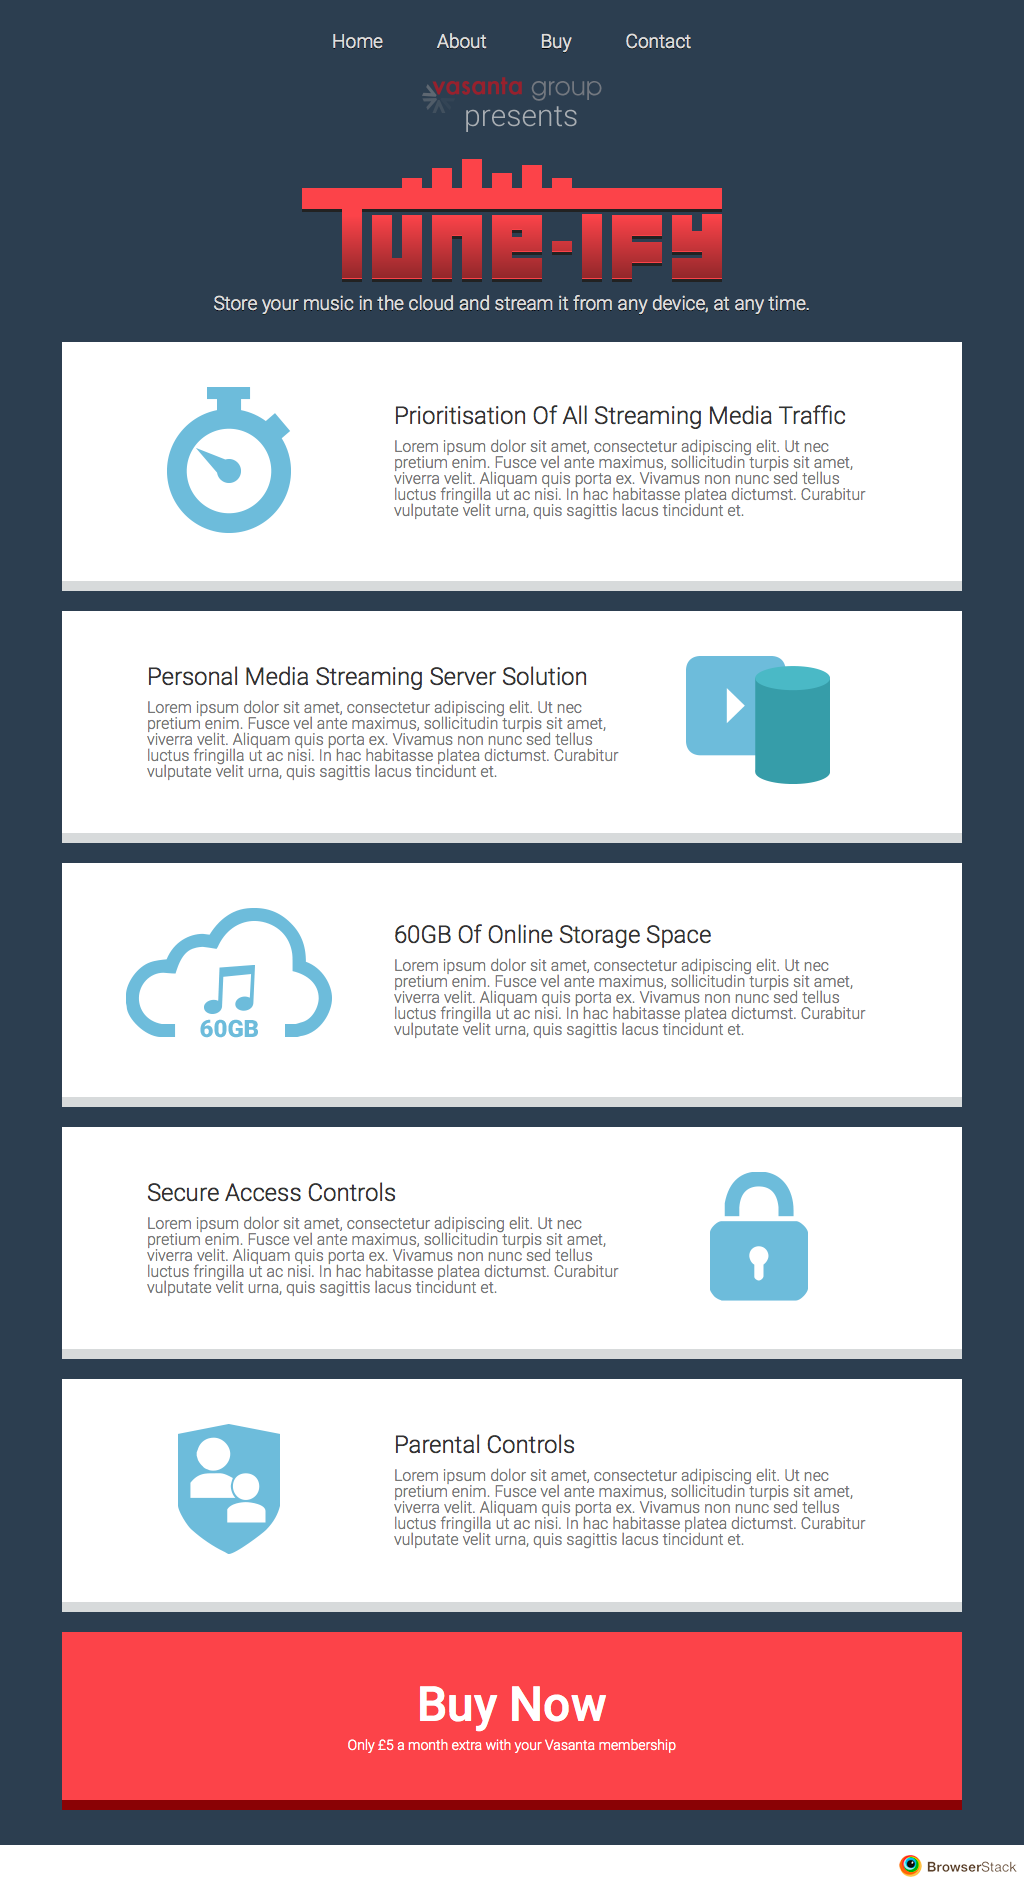 Home About Buy Contact
vasanta group
presents
Tune-ify
Store your music in the cloud and stream it from any device, at any time.
Prioritisation Of All Streaming Media Traffic
Lorem ipsum dolor sit amet, consectetur adipiscing elit. Ut nec
pretium enim. Fusce vel ante maximus, sollicitudin turpis sit amet,
viverra velit. Aliquam quis porta ex. Vivamus non nunc sed tellus
luctus fringilla ut ac nisi. In hac habitasse platea dictumst. Curabitur
vulputate velit urna, quis sagittis lacus tincidunt et.
Personal Media Streaming Server Solution
Lorem ipsum dolor sit amet, consectetur adipiscing elit. Ut nec
pretium enim. Fusce vel ante maximus, sollicitudin turpis sit amet,
viverra velit. Aliquam quis porta ex. Vivamus non nunc sed tellus
luctus fringilla ut ac nisi. In hac habitasse platea dictumst. Curabitur
vulputate velit urna, quis sagittis lacus tincidunt et.
60GB
60GB Of Online Storage Space
Lorem ipsum dolor sit amet, consectetur adipiscing elit. Ut nec
pretium enim. Fusce vel ante maximus, sollicitudin turpis sit amet,
viverra velit. Aliquam quis porta ex. Vivamus non nunc sed tellus
luctus fringilla ut ac nisi. In hac habitasse platea dictumst. Curabitur
vulputate velit urna, quis sagittis lacus tincidunt et.
Secure Access Controls
Lorem ipsum dolor sit amet, consectetur adipiscing elit. Ut nec
pretium enim. Fusce vel ante maximus, sollicitudin turpis sit amet,
viverra velit. Aliquam quis porta ex. Vivamus non nunc sed tellus
luctus fringilla ut ac nisi. In hac habitasse platea dictumst. Curabitur
vulputate velit urna, quis sagittis lacus tincidunt et.
Parental Controls
Lorem ipsum dolor sit amet, consectetur adipiscing elit. Ut nec
pretium enim. Fusce vel ante maximus, sollicitudin turpis sit amet,
viverra velit. Aliquam quis porta ex. Vivamus non nunc sed tellus
luctus fringilla ut ac nisi. In hac habitasse platea dictumst. Curabitur
vulputate velit urna, quis sagittis lacus tincidunt et.
Buy Now
Only £5 a month extra with your Vasanta membership
BrowserStack